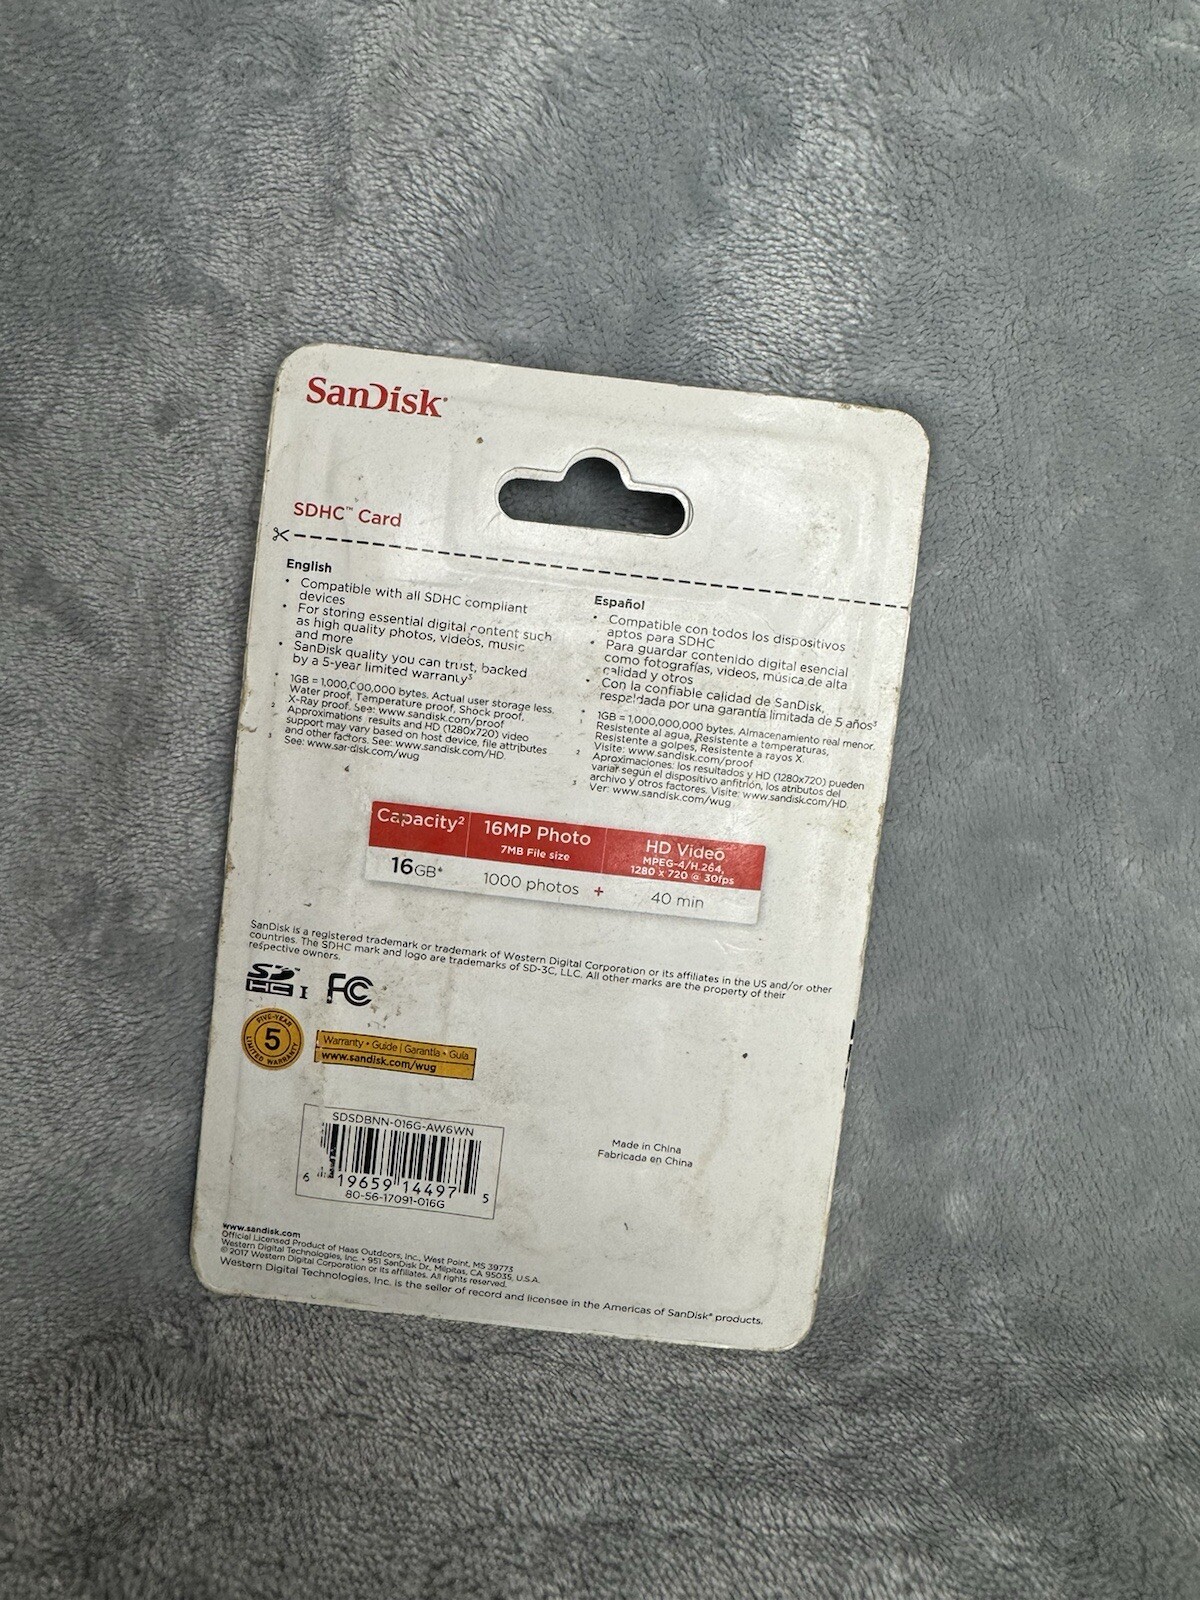 SanDisk®
SDHC™ Card
English
• Compatible with all SDHC compliant
devices
• For storing essential digital content such
as high quality photos, videos, music
and more
• SanDisk quality you can trust, backed
by a 5-year limited warranty³
1GB = 1,000,000,000 bytes. Actual user storage less.
Water proof, Temperature proof, Shock proof,
X-Ray proof. See: www.sandisk.com/proof
² Approximations: results and HD (1280x720) video
support may vary based on host device, file attributes
and other factors. See: www.sandisk.com/HD.
³ See: www.sandisk.com/wug
Español
• Compatible con todos los dispositivos
aptos para SDHC
• Para guardar contenido digital esencial
como fotografías, videos, música de alta
calidad y otros
• Con la confiable calidad de SanDisk,
respaldada por una garantía limitada de 5 años³
1GB = 1,000,000,000 bytes. Almacenamiento real menor.
¹ Resistente al agua, Resistente a temperaturas,
Resistente a golpes, Resistente a rayos X.
Visite: www.sandisk.com/proof
² Aproximaciones: los resultados y HD (1280x720) pueden
variar según el dispositivo anfitrión, los atributos del
archivo y otros factores. Visite: www.sandisk.com/HD.
³ Ver: www.sandisk.com/wug
Capacity² 16MP Photo HD Video
7MB File size MPEG-4/H.264,
1280 x 720 @ 30fps
16GB* 1000 photos + 40 min
SanDisk is a registered trademark or trademark of Western Digital Corporation or its affiliates in the US and/or other
countries. The SDHC mark and logo are trademarks of SD-3C, LLC. All other marks are the property of their
respective owners.
SD HC I FC
FIVE-YEAR
5
LIMITED WARRANTY
Warranty • Guide | Garantía • Guía
www.sandisk.com/wug
SDSDBNN-016G-AW6WN
6 19659 14497 5
80-56-17091-016G
Made in China
Fabricada en China
www.sandisk.com
Official Licensed Product of Haas Outdoors, Inc., West Point, MS 39773
Western Digital Technologies, Inc. • 951 SanDisk Dr., Milpitas, CA 95035, U.S.A.
© 2017 Western Digital Corporation or its affiliates. All rights reserved.
Western Digital Technologies, Inc. is the seller of record and licensee in the Americas of SanDisk® products.